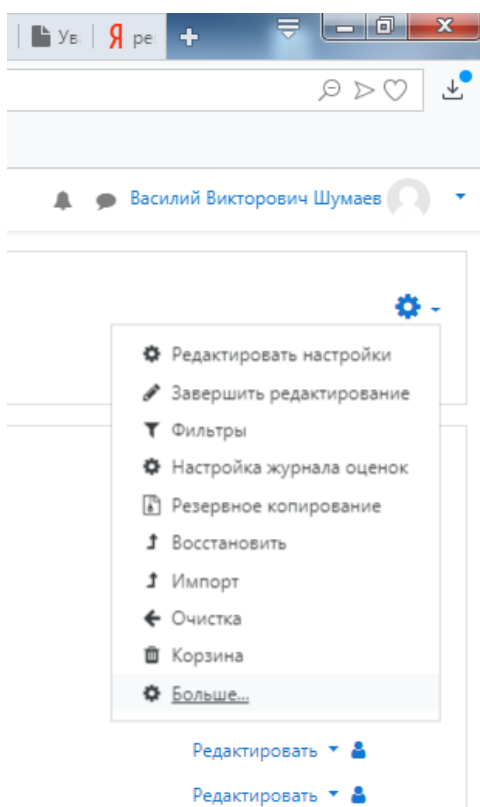 Ув
Я ре
Василий Викторович Шумаев
Редактировать настройки
Завершить редактирование
Фильтры
Настройка журнала оценок
Резервное копирование
Восстановить
Импорт
Очистка
Корзина
Больше...
Редактировать
Редактировать